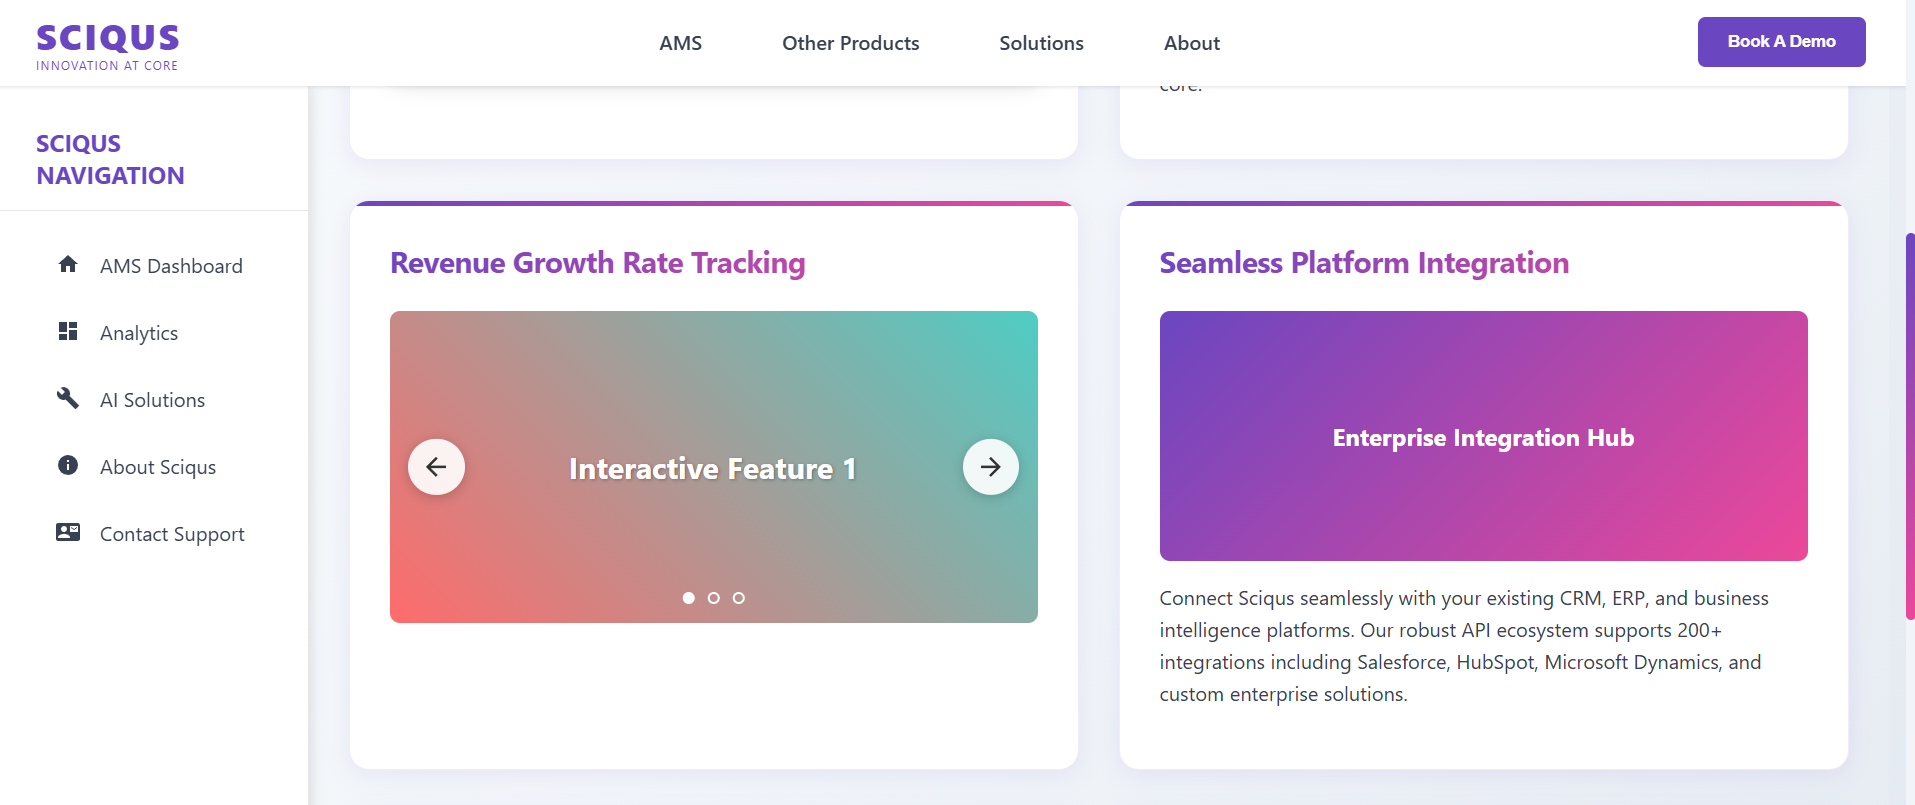 SCIQUS
INNOVATION AT CORE
AMS
Other Products
Solutions
About
Book A Demo
SCIQUS
NAVIGATION
AMS Dashboard
Analytics
AI Solutions
About Sciqus
Contact Support
core.
Revenue Growth Rate Tracking
Interactive Feature 1
Seamless Platform Integration
Enterprise Integration Hub
Connect Sciqus seamlessly with your existing CRM, ERP, and business
intelligence platforms. Our robust API ecosystem supports 200+
integrations including Salesforce, HubSpot, Microsoft Dynamics, and
custom enterprise solutions.